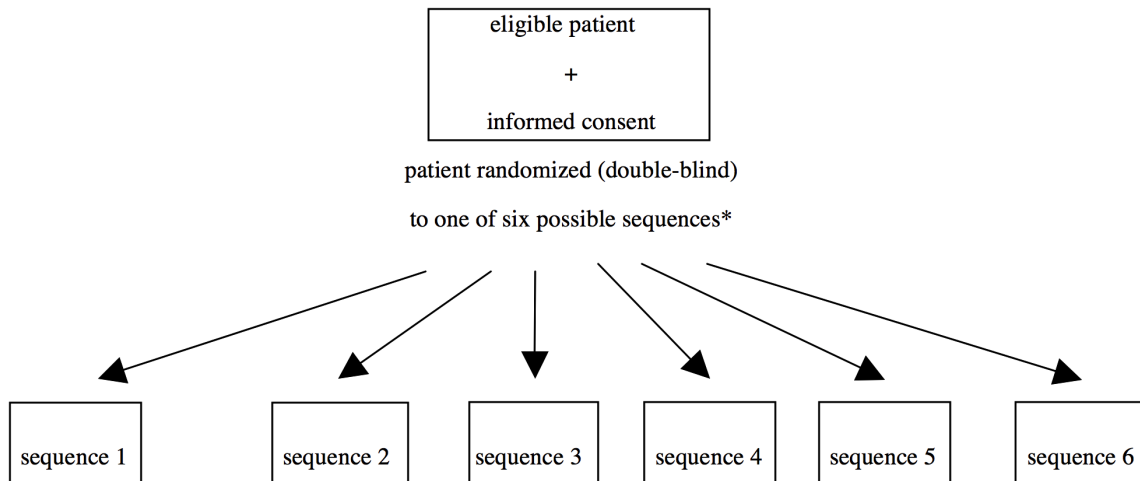 eligible patient
+
informed consent
patient randomized (double-blind)
to one of six possible sequences*
sequence 1
sequence 2
sequence 3
sequence 4
sequence 5
sequence 6